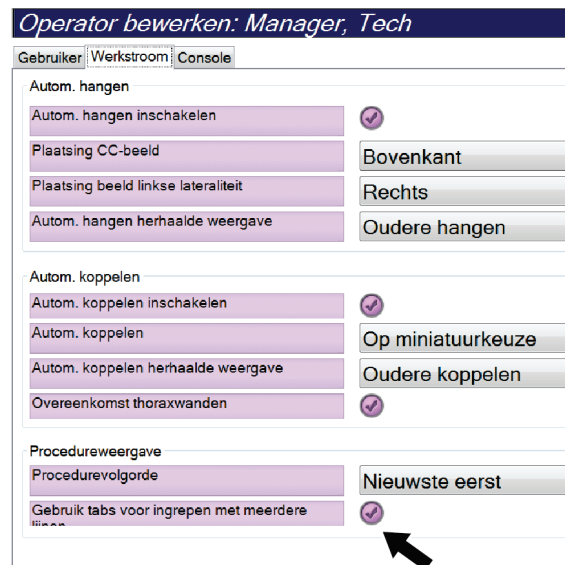 Operator bewerken: Manager, Tech
Gebruiker Werkstroom Console
Autom. hangen
Autom. hangen inschakelen
Plaatsing CC-beeld Bovenkant
Plaatsing beeld linkse lateraliteit Rechts
Autom. hangen herhaalde weergave Oudere hangen
Autom. koppelen
Autom. koppelen inschakelen
Autom. koppelen Op miniatuurkeuze
Autom. koppelen herhaalde weergave Oudere koppelen
Overeenkomst thoraxwanden
Procedureweergave
Procedurevolgorde Nieuwste eerst
Gebruik tabs voor ingrepen met meerdere